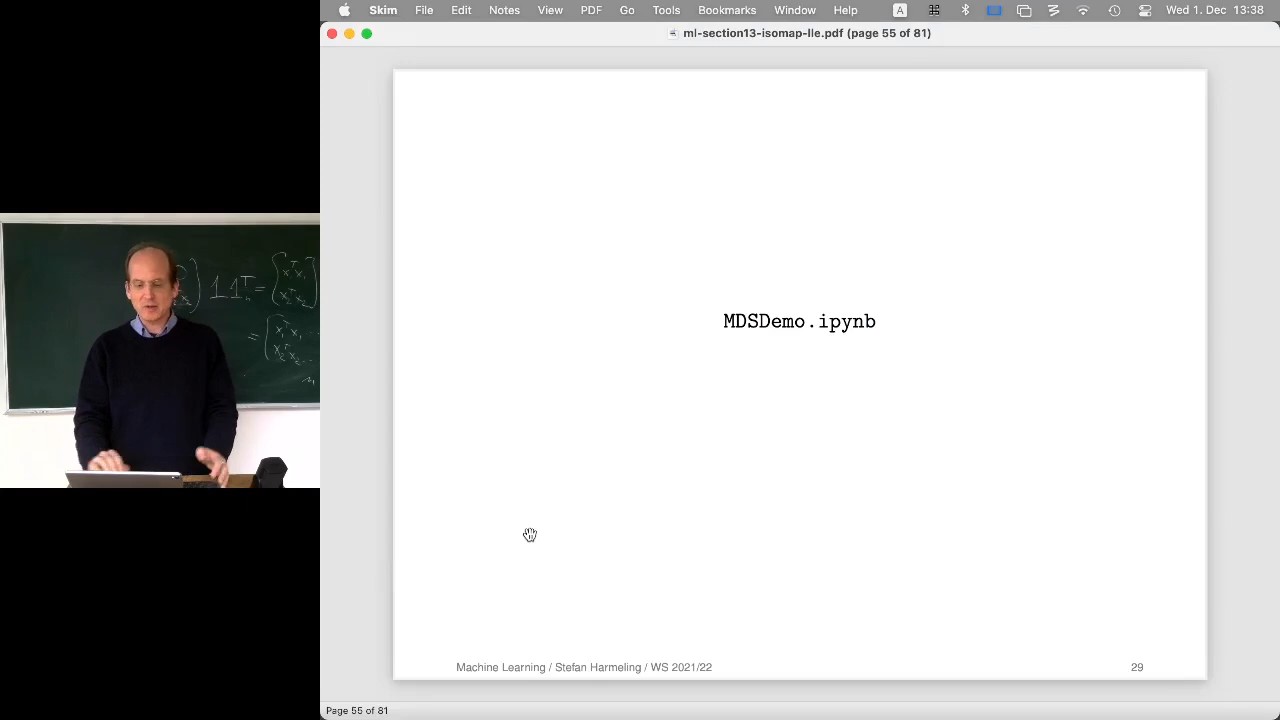 Skim File Edit Notes View PDF Go Tools Bookmarks Window Help A Wed 1. Dec 13:38
ml-section13-isomap-lle.pdf (page 55 of 81)
MDSDemo.ipynb
Machine Learning / Stefan Harmeling / WS 2021/22 29
Page 55 of 81